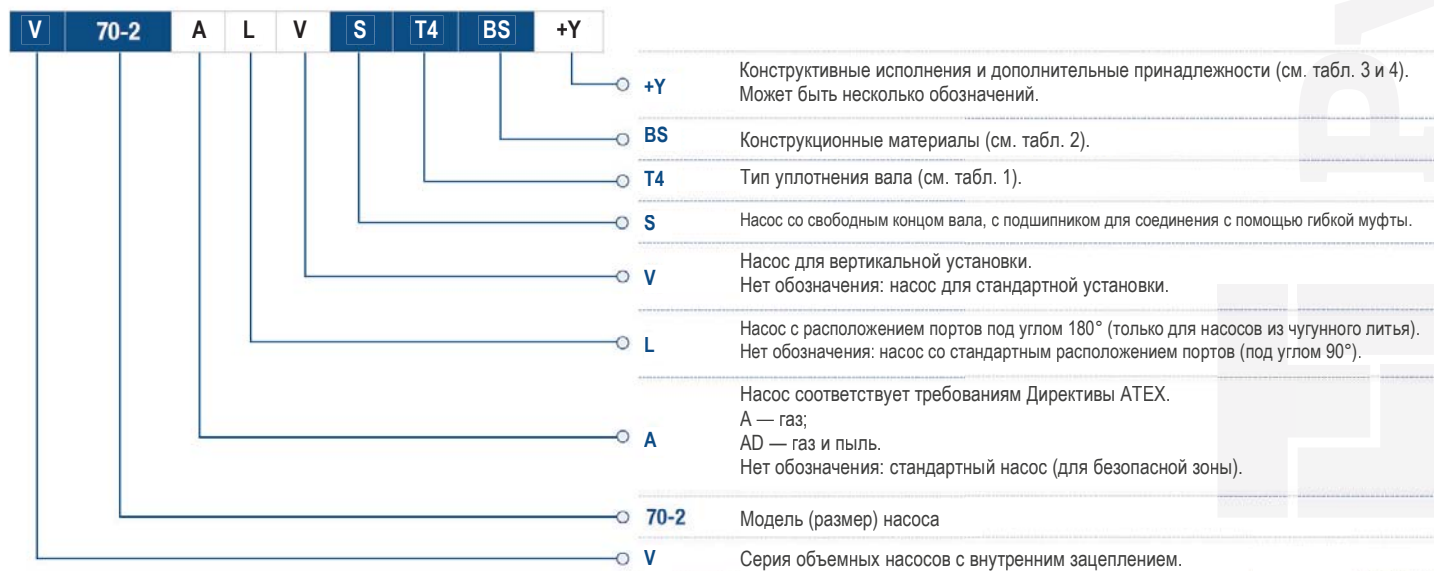 V 70-2 A L V S T4 BS +Y
+Y Конструктивные исполнения и дополнительные принадлежности (см. табл. 3 и 4).
Может быть несколько обозначений.
BS Конструкционные материалы (см. табл. 2).
T4 Тип уплотнения вала (см. табл. 1).
S Насос со свободным концом вала, с подшипником для соединения с помощью гибкой муфты.
V Насос для вертикальной установки.
Нет обозначения: насос для стандартной установки.
L Насос с расположением портов под углом 180° (только для насосов из чугунного литья).
Нет обозначения: насос со стандартным расположением портов (под углом 90°).
A Насос соответствует требованиям Директивы ATEX.
A — газ;
AD — газ и пыль.
Нет обозначения: стандартный насос (для безопасной зоны).
70-2 Модель (размер) насоса
V Серия объемных насосов с внутренним зацеплением.